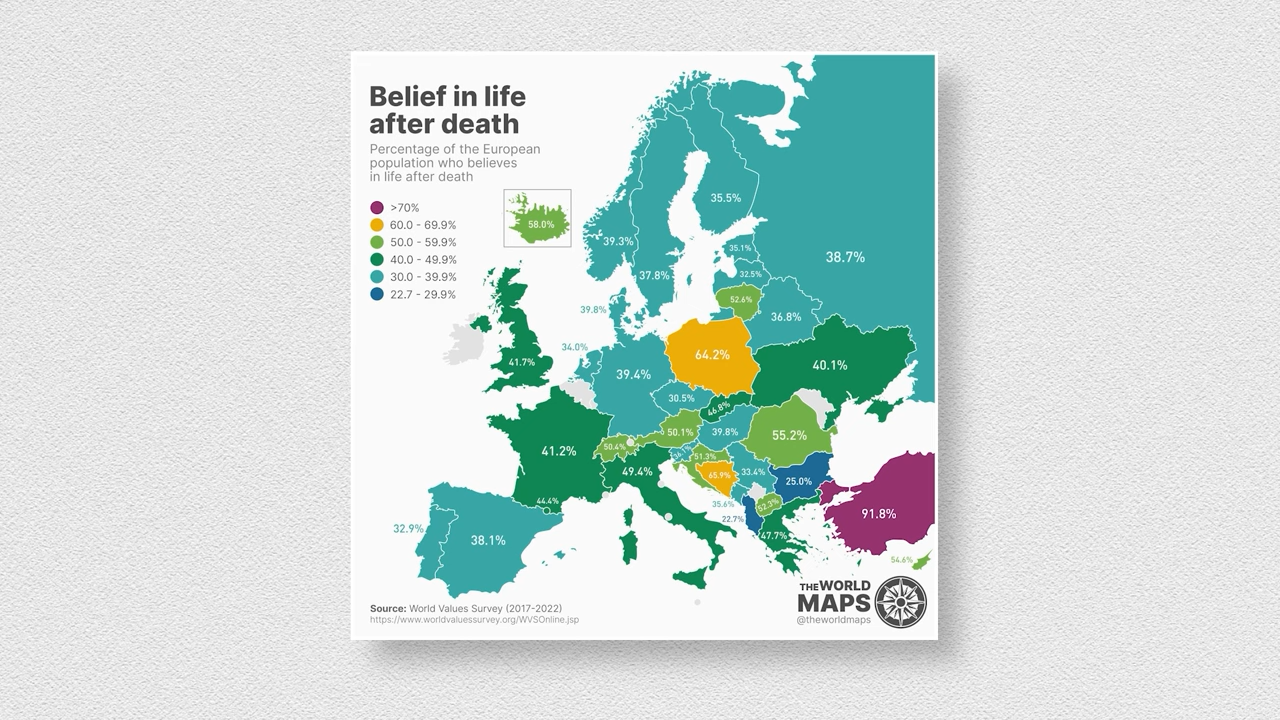 Belief in life
after death
Percentage of the European
population who believes
in life after death
>70%
60.0 - 69.9%
50.0 - 59.9%
40.0 - 49.9%
30.0 - 39.9%
22.7 - 29.9%
58.0%
35.5%
39.3%
37.8%
35.1%
38.7%
32.5%
52.6%
39.8%
36.8%
34.0%
41.7%
64.2%
40.1%
39.4%
30.5%
46.8%
50.1%
39.8%
55.2%
41.2%
50.4%
51.3%
49.4%
65.9%
33.4%
25.0%
44.4%
35.6%
52.3%
22.7%
91.8%
32.9%
38.1%
47.7%
54.6%
THE WORLD
MAPS
@theworldmaps
Source: World Values Survey (2017-2022)
https://www.worldvaluessurvey.org/WVSOnline.jsp